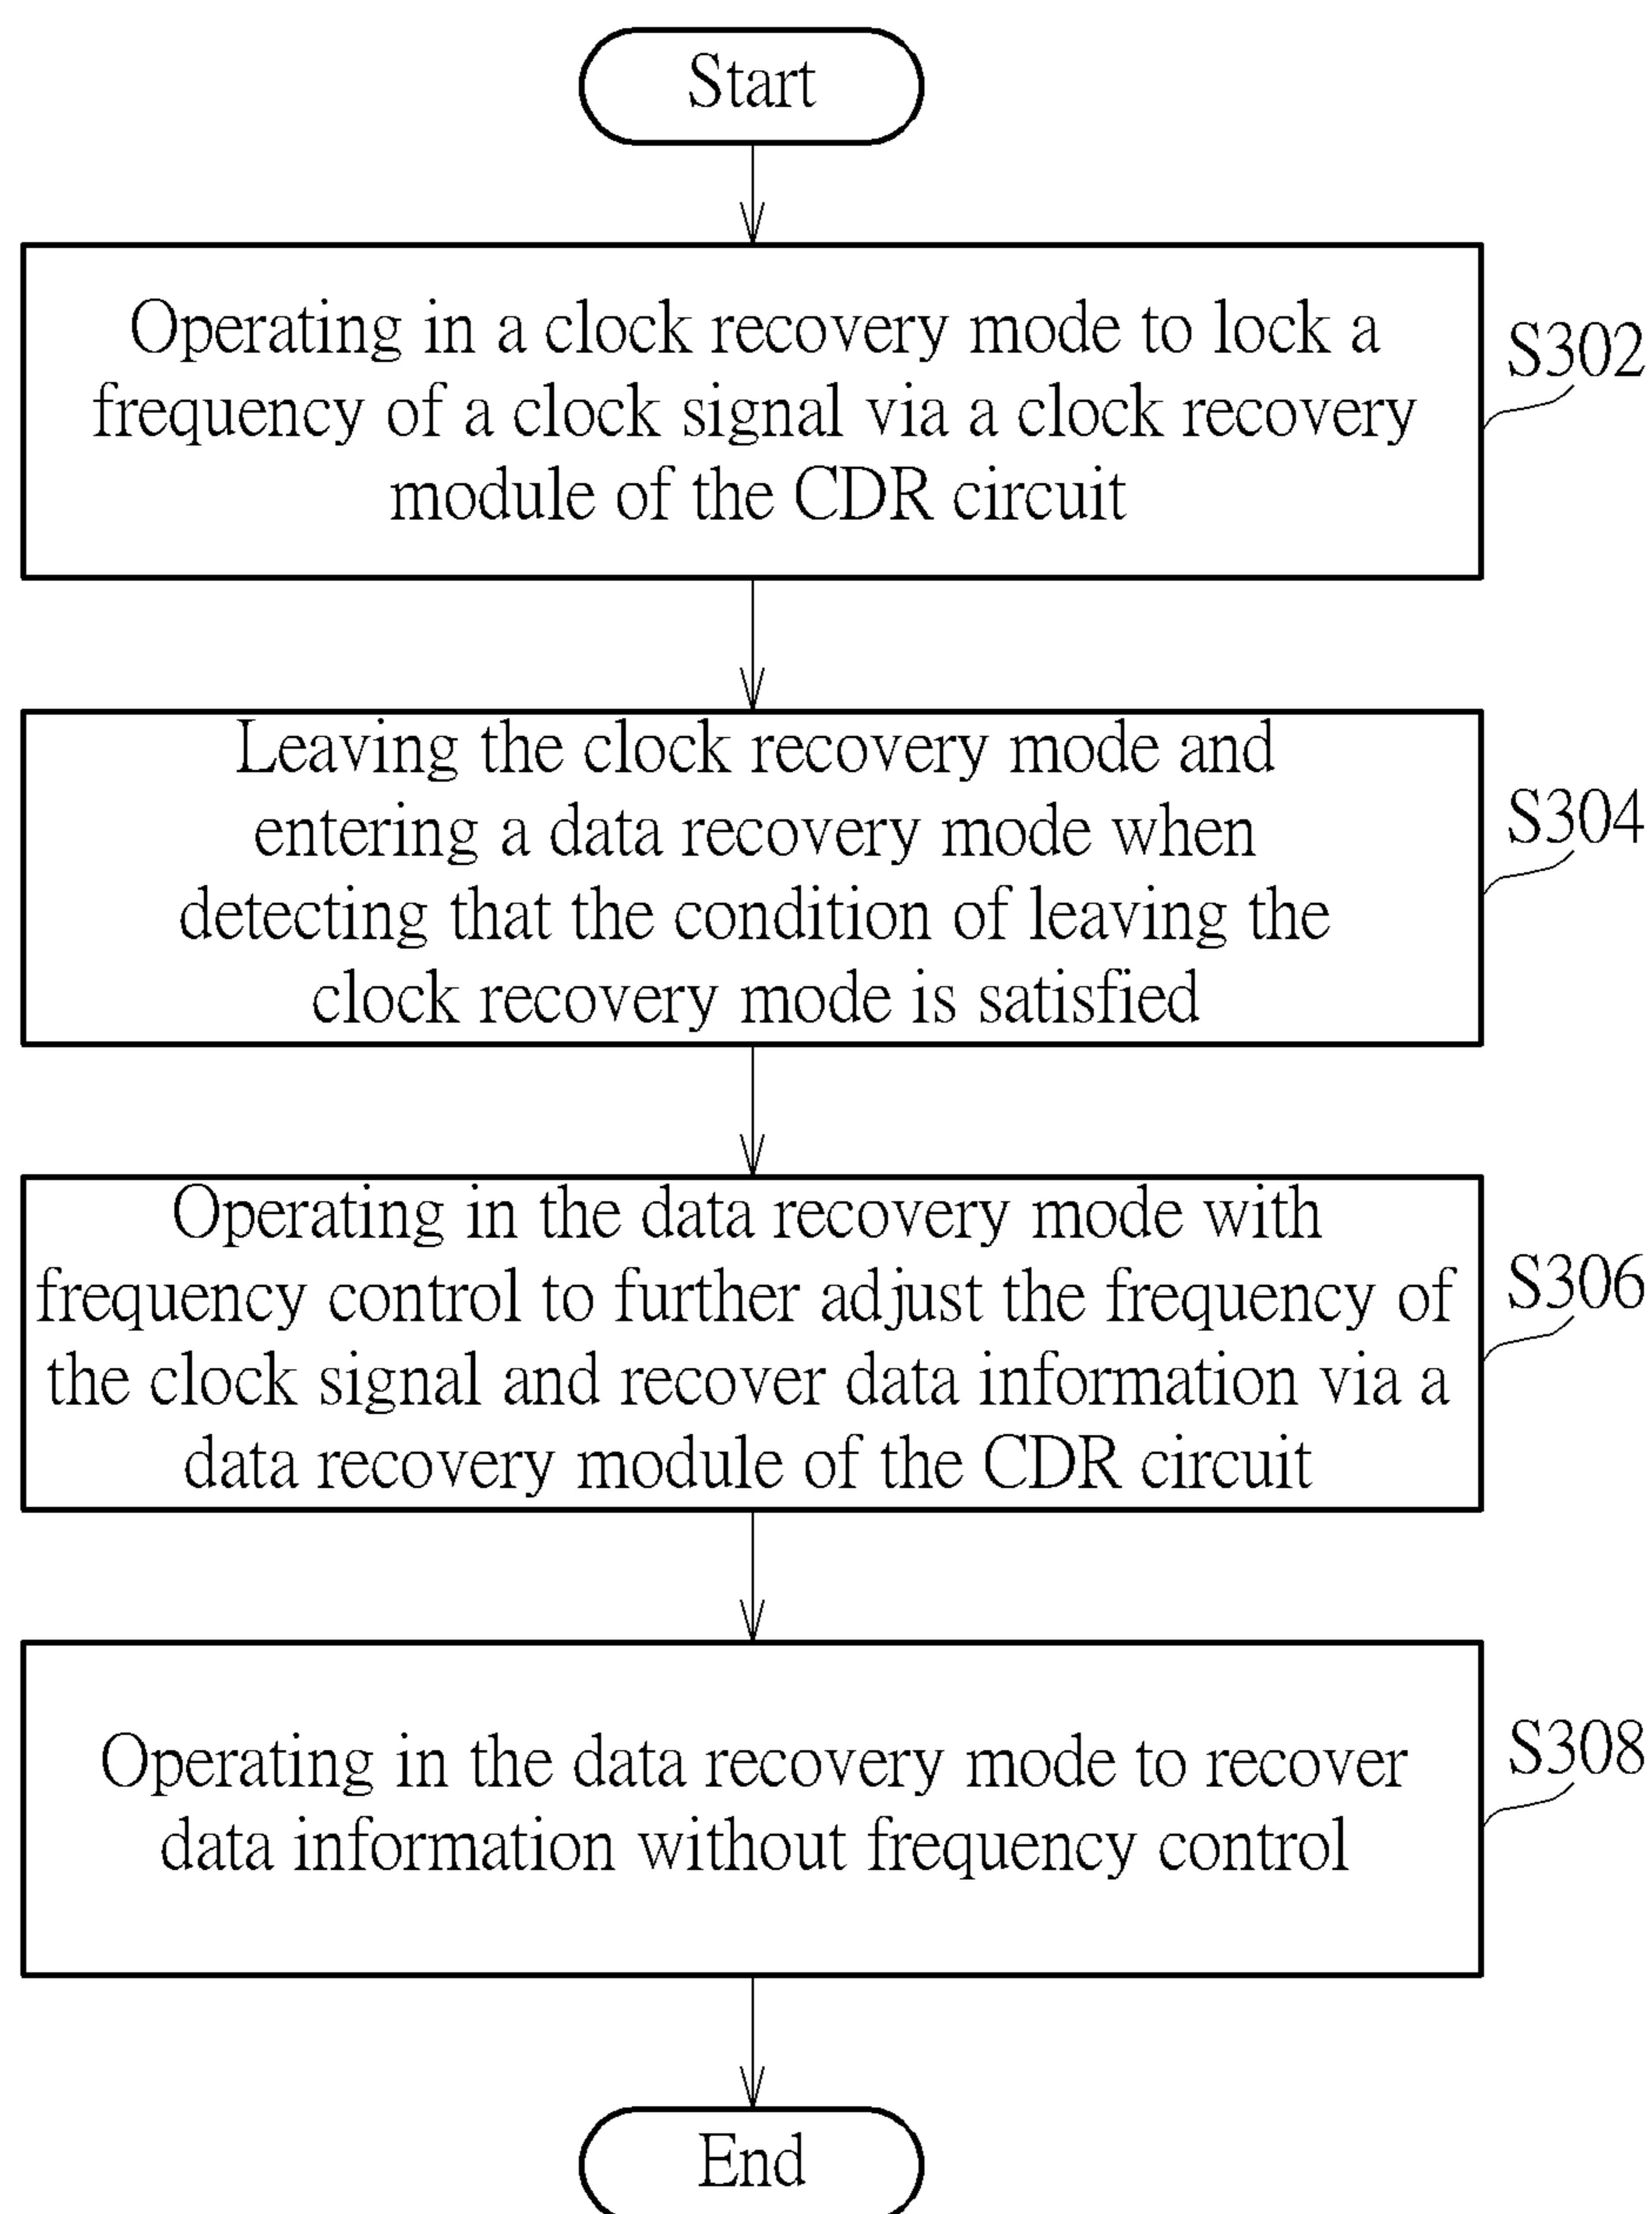 Start
Operating in a clock recovery mode to lock a
frequency of a clock signal via a clock recovery
module of the CDR circuit
S302
Leaving the clock recovery mode and
entering a data recovery mode when
detecting that the condition of leaving the
clock recovery mode is satisfied
S304
Operating in the data recovery mode with
frequency control to further adjust the frequency of
the clock signal and recover data information via a
data recovery module of the CDR circuit
S306
Operating in the data recovery mode to recover
data information without frequency control
S308
End